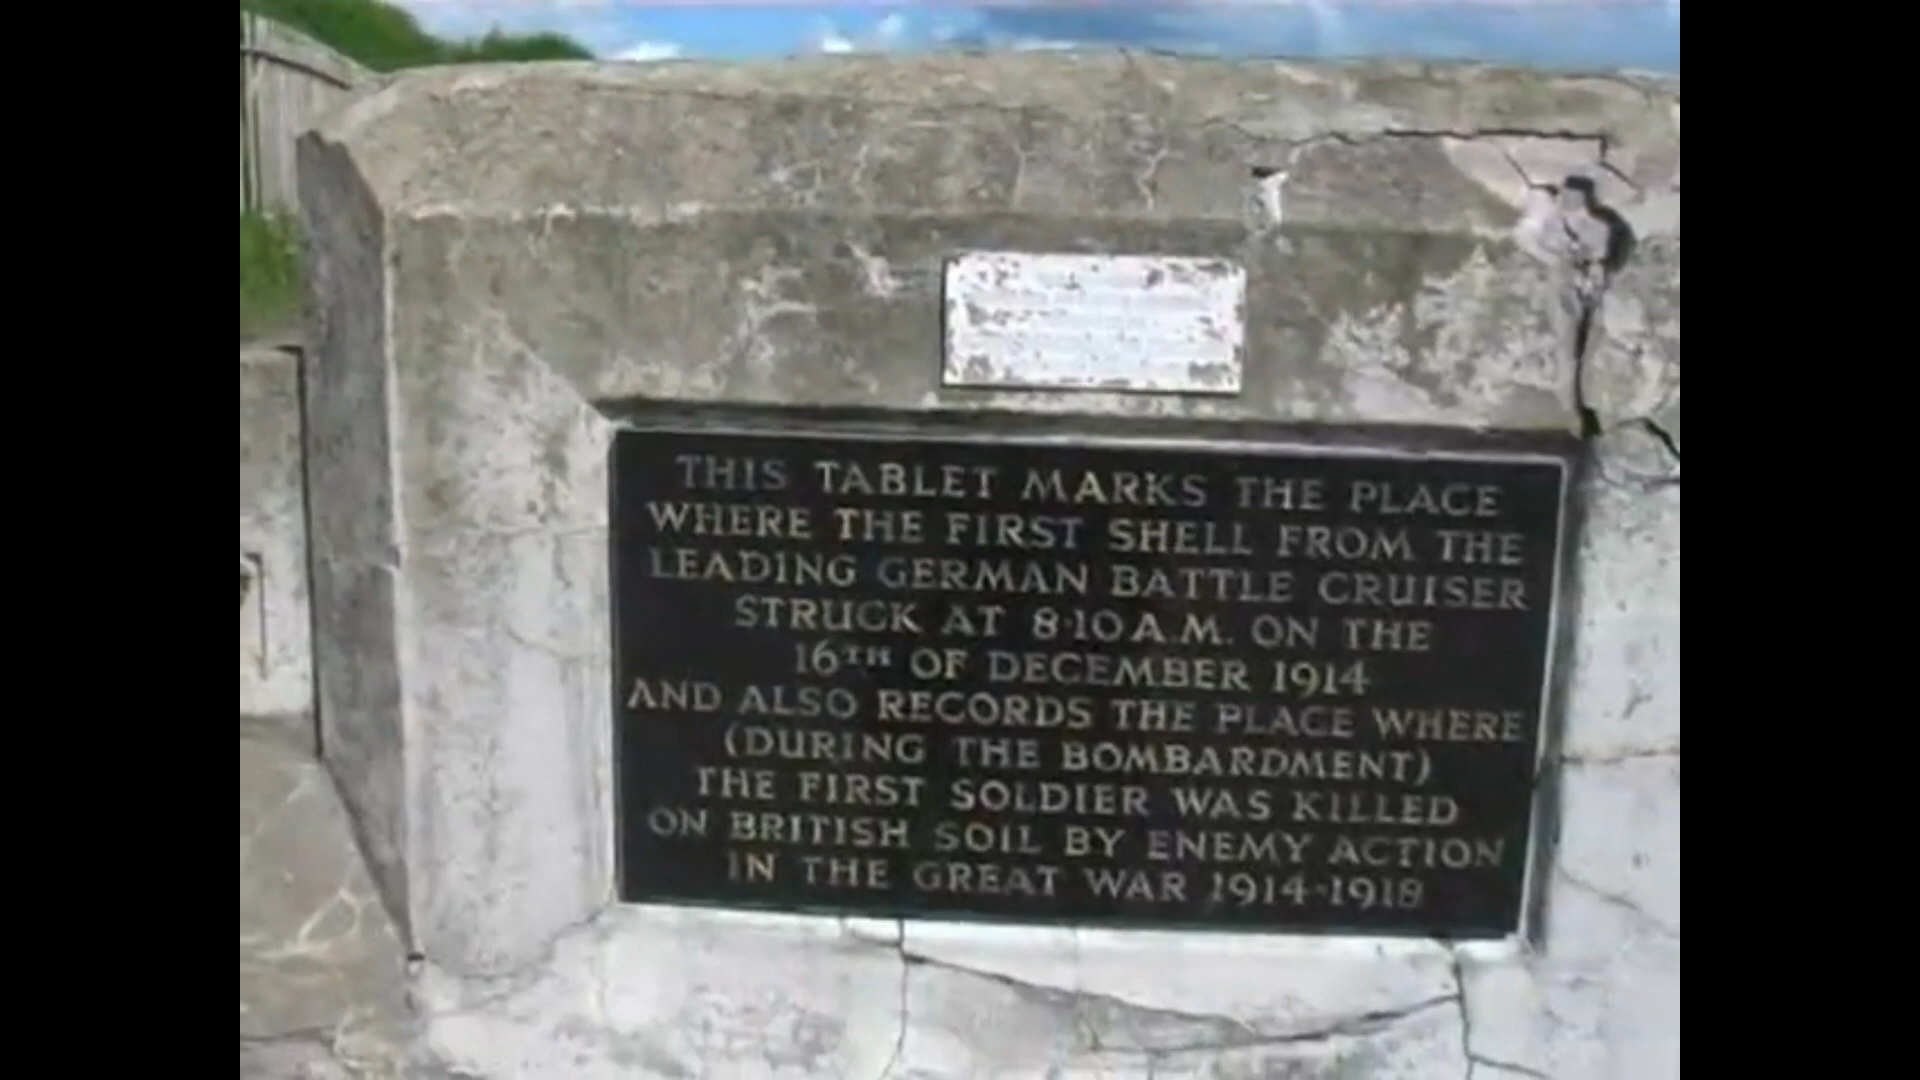 THIS TABLET MARKS THE PLACE
WHERE THE FIRST SHELL FROM THE
LEADING GERMAN BATTLE CRUISER
STRUCK AT 8·10 A.M. ON THE
16TH OF DECEMBER 1914
AND ALSO RECORDS THE PLACE WHERE
(DURING THE BOMBARDMENT)
THE FIRST SOLDIER WAS KILLED
ON BRITISH SOIL BY ENEMY ACTION
IN THE GREAT WAR 1914-1918